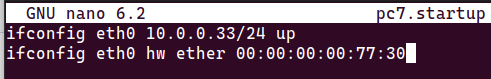 GNU nano 6.2 pc7.startup
ifconfig eth0 10.0.0.33/24 up
ifconfig eth0 hw ether 00:00:00:00:77:30